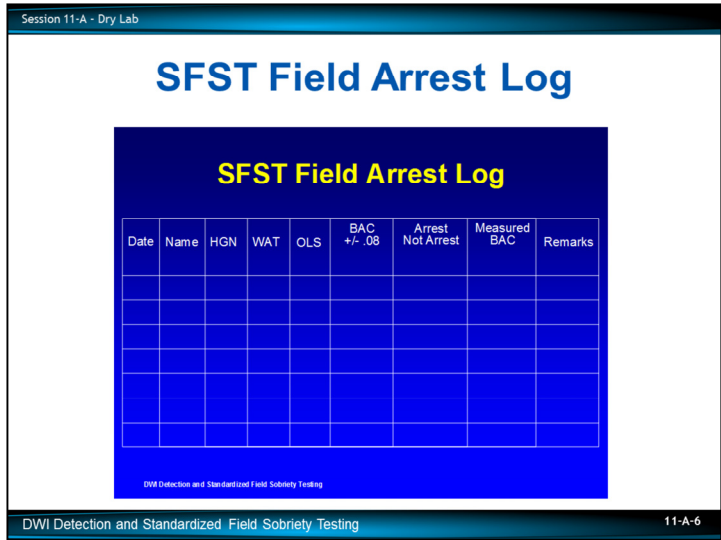 Session 11-A - Dry Lab
SFST Field Arrest Log
SFST Field Arrest Log
Date Name HGN WAT OLS BAC +/- .08 Arrest Not Arrest Measured BAC Remarks
DWI Detection and Standardized Field Sobriety Testing
DWI Detection and Standardized Field Sobriety Testing
11-A-6